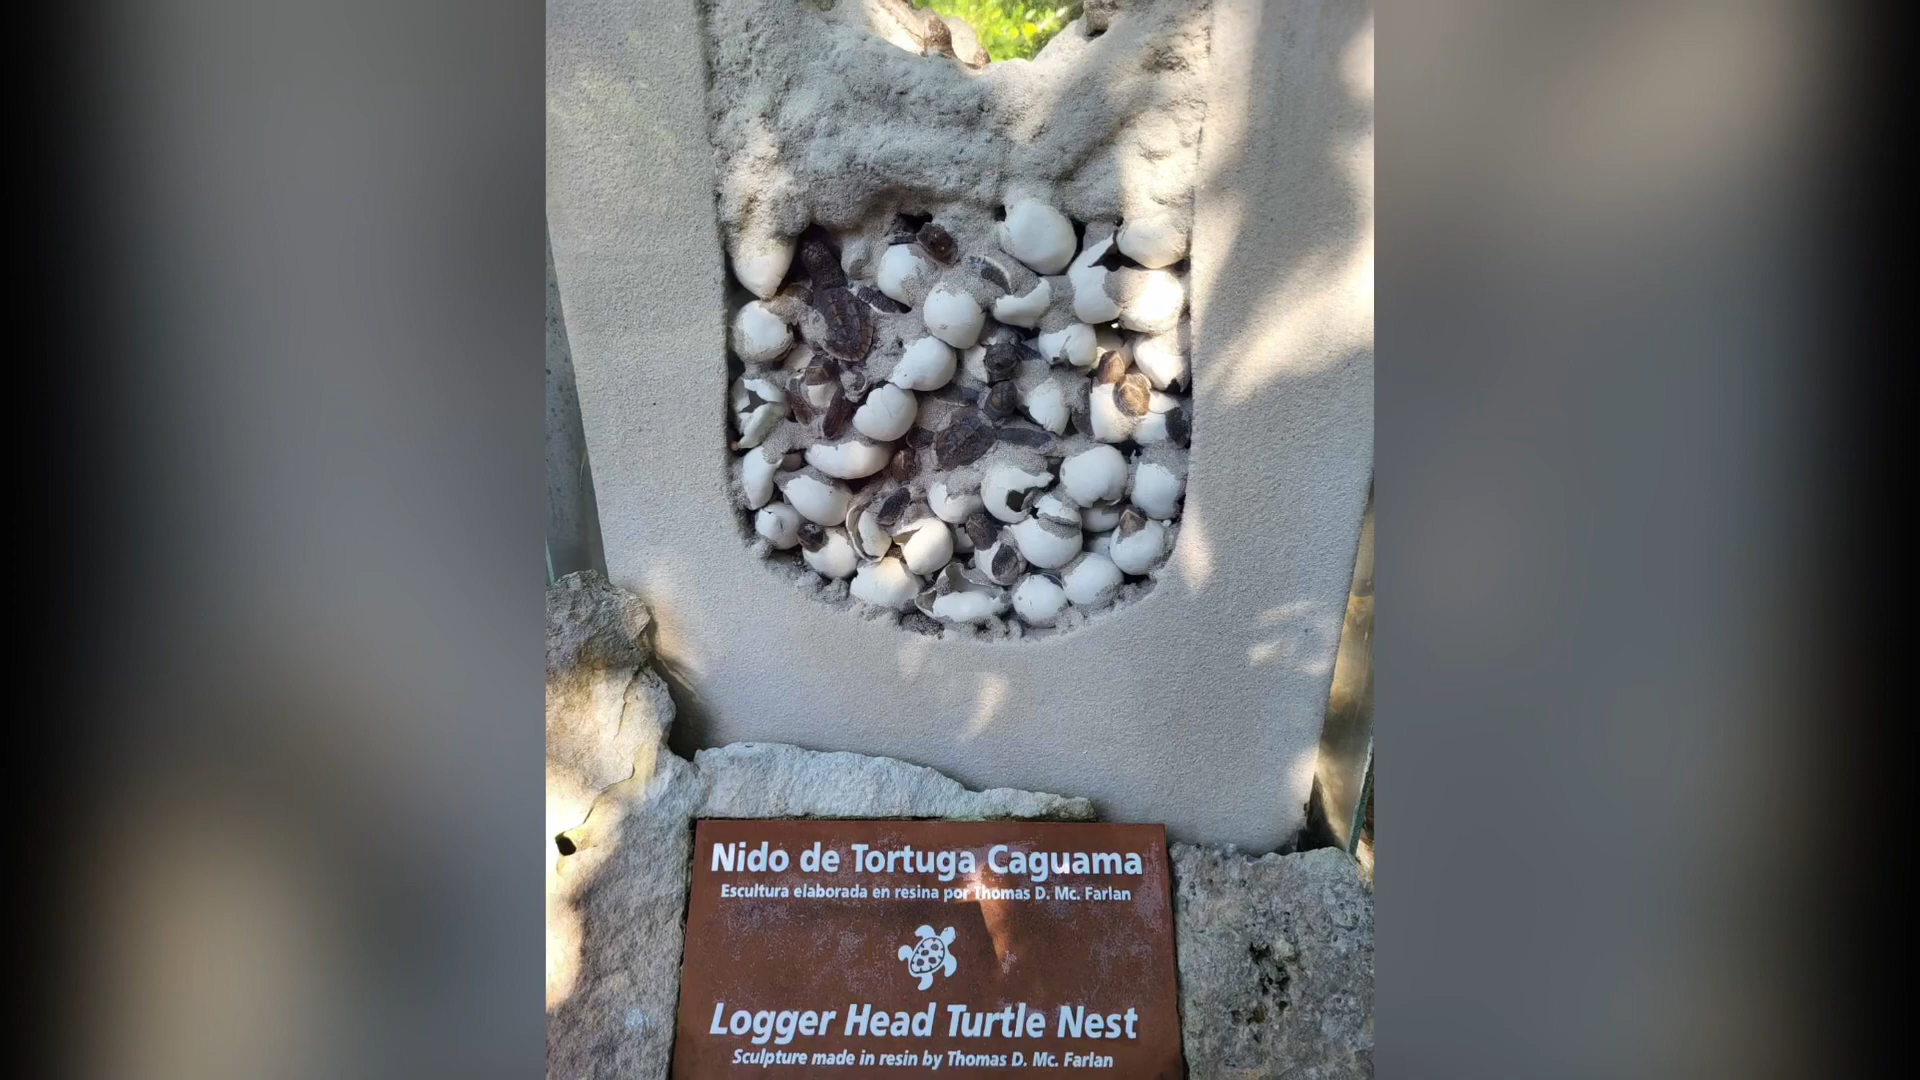 Nido de Tortuga Caguama
Escultura elaborada en resina por Thomas D. Mc. Farlan
Logger Head Turtle Nest
Sculpture made in resin by Thomas D. Mc. Farlan